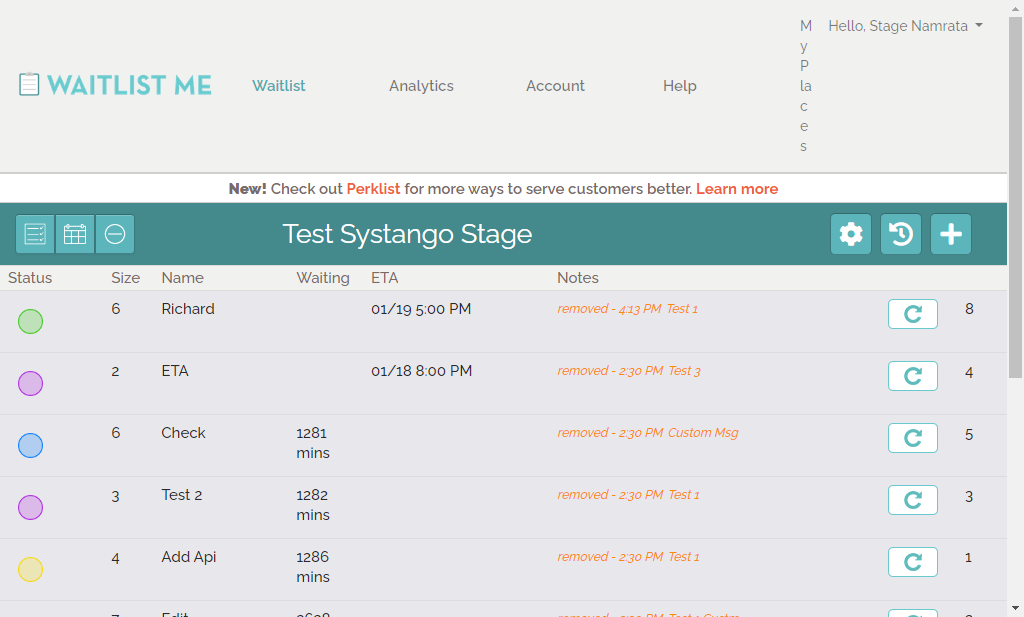 My Places
Hello, Stage Namrata
WAITLIST ME Waitlist Analytics Account Help
New! Check out Perklist for more ways to serve customers better. Learn more
Test Systango Stage
Status Size Name Waiting ETA Notes
6 Richard 01/19 5:00 PM removed - 4:13 PM Test 1 8
2 ETA 01/18 8:00 PM removed - 2:30 PM Test 3 4
6 Check 1281 mins removed - 2:30 PM Custom Msg 5
3 Test 2 1282 mins removed - 2:30 PM Test 1 3
4 Add Api 1286 mins removed - 2:30 PM Test 1 1